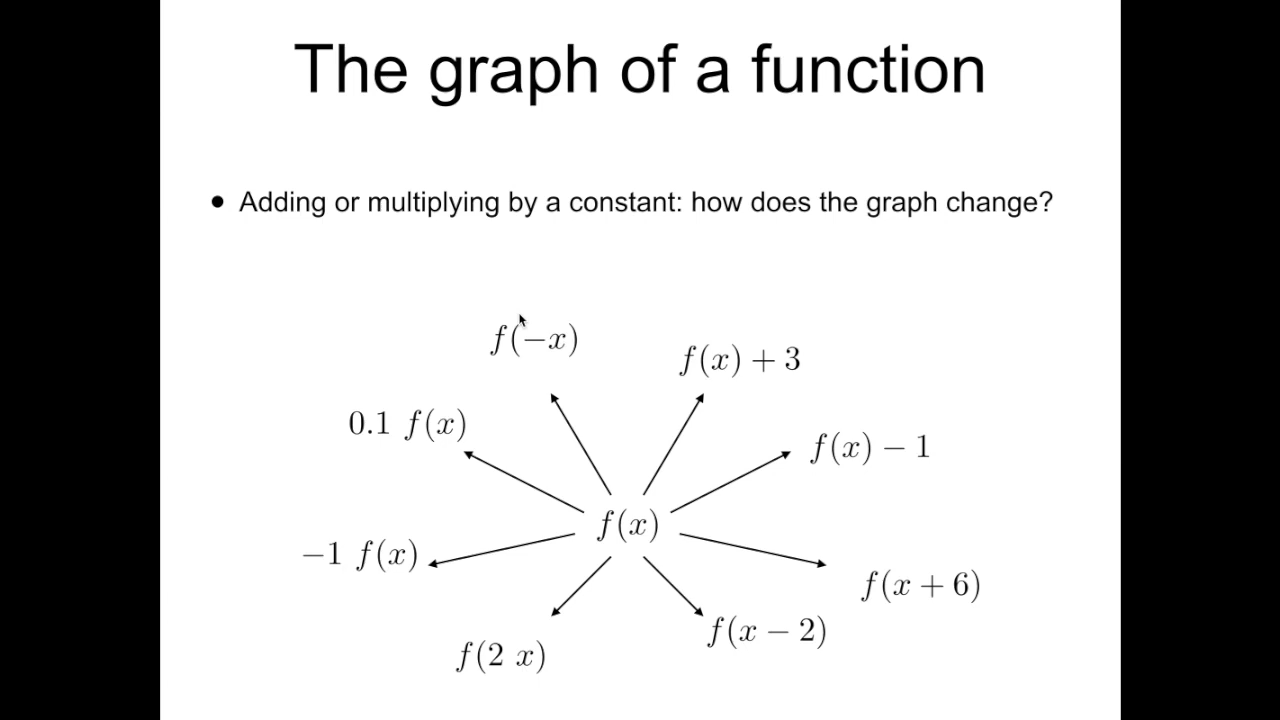 The graph of a function
• Adding or multiplying by a constant: how does the graph change?
f(−x)
f(x) + 3
0.1 f(x)
f(x) − 1
f(x)
−1 f(x)
f(x + 6)
f(x − 2)
f(2 x)